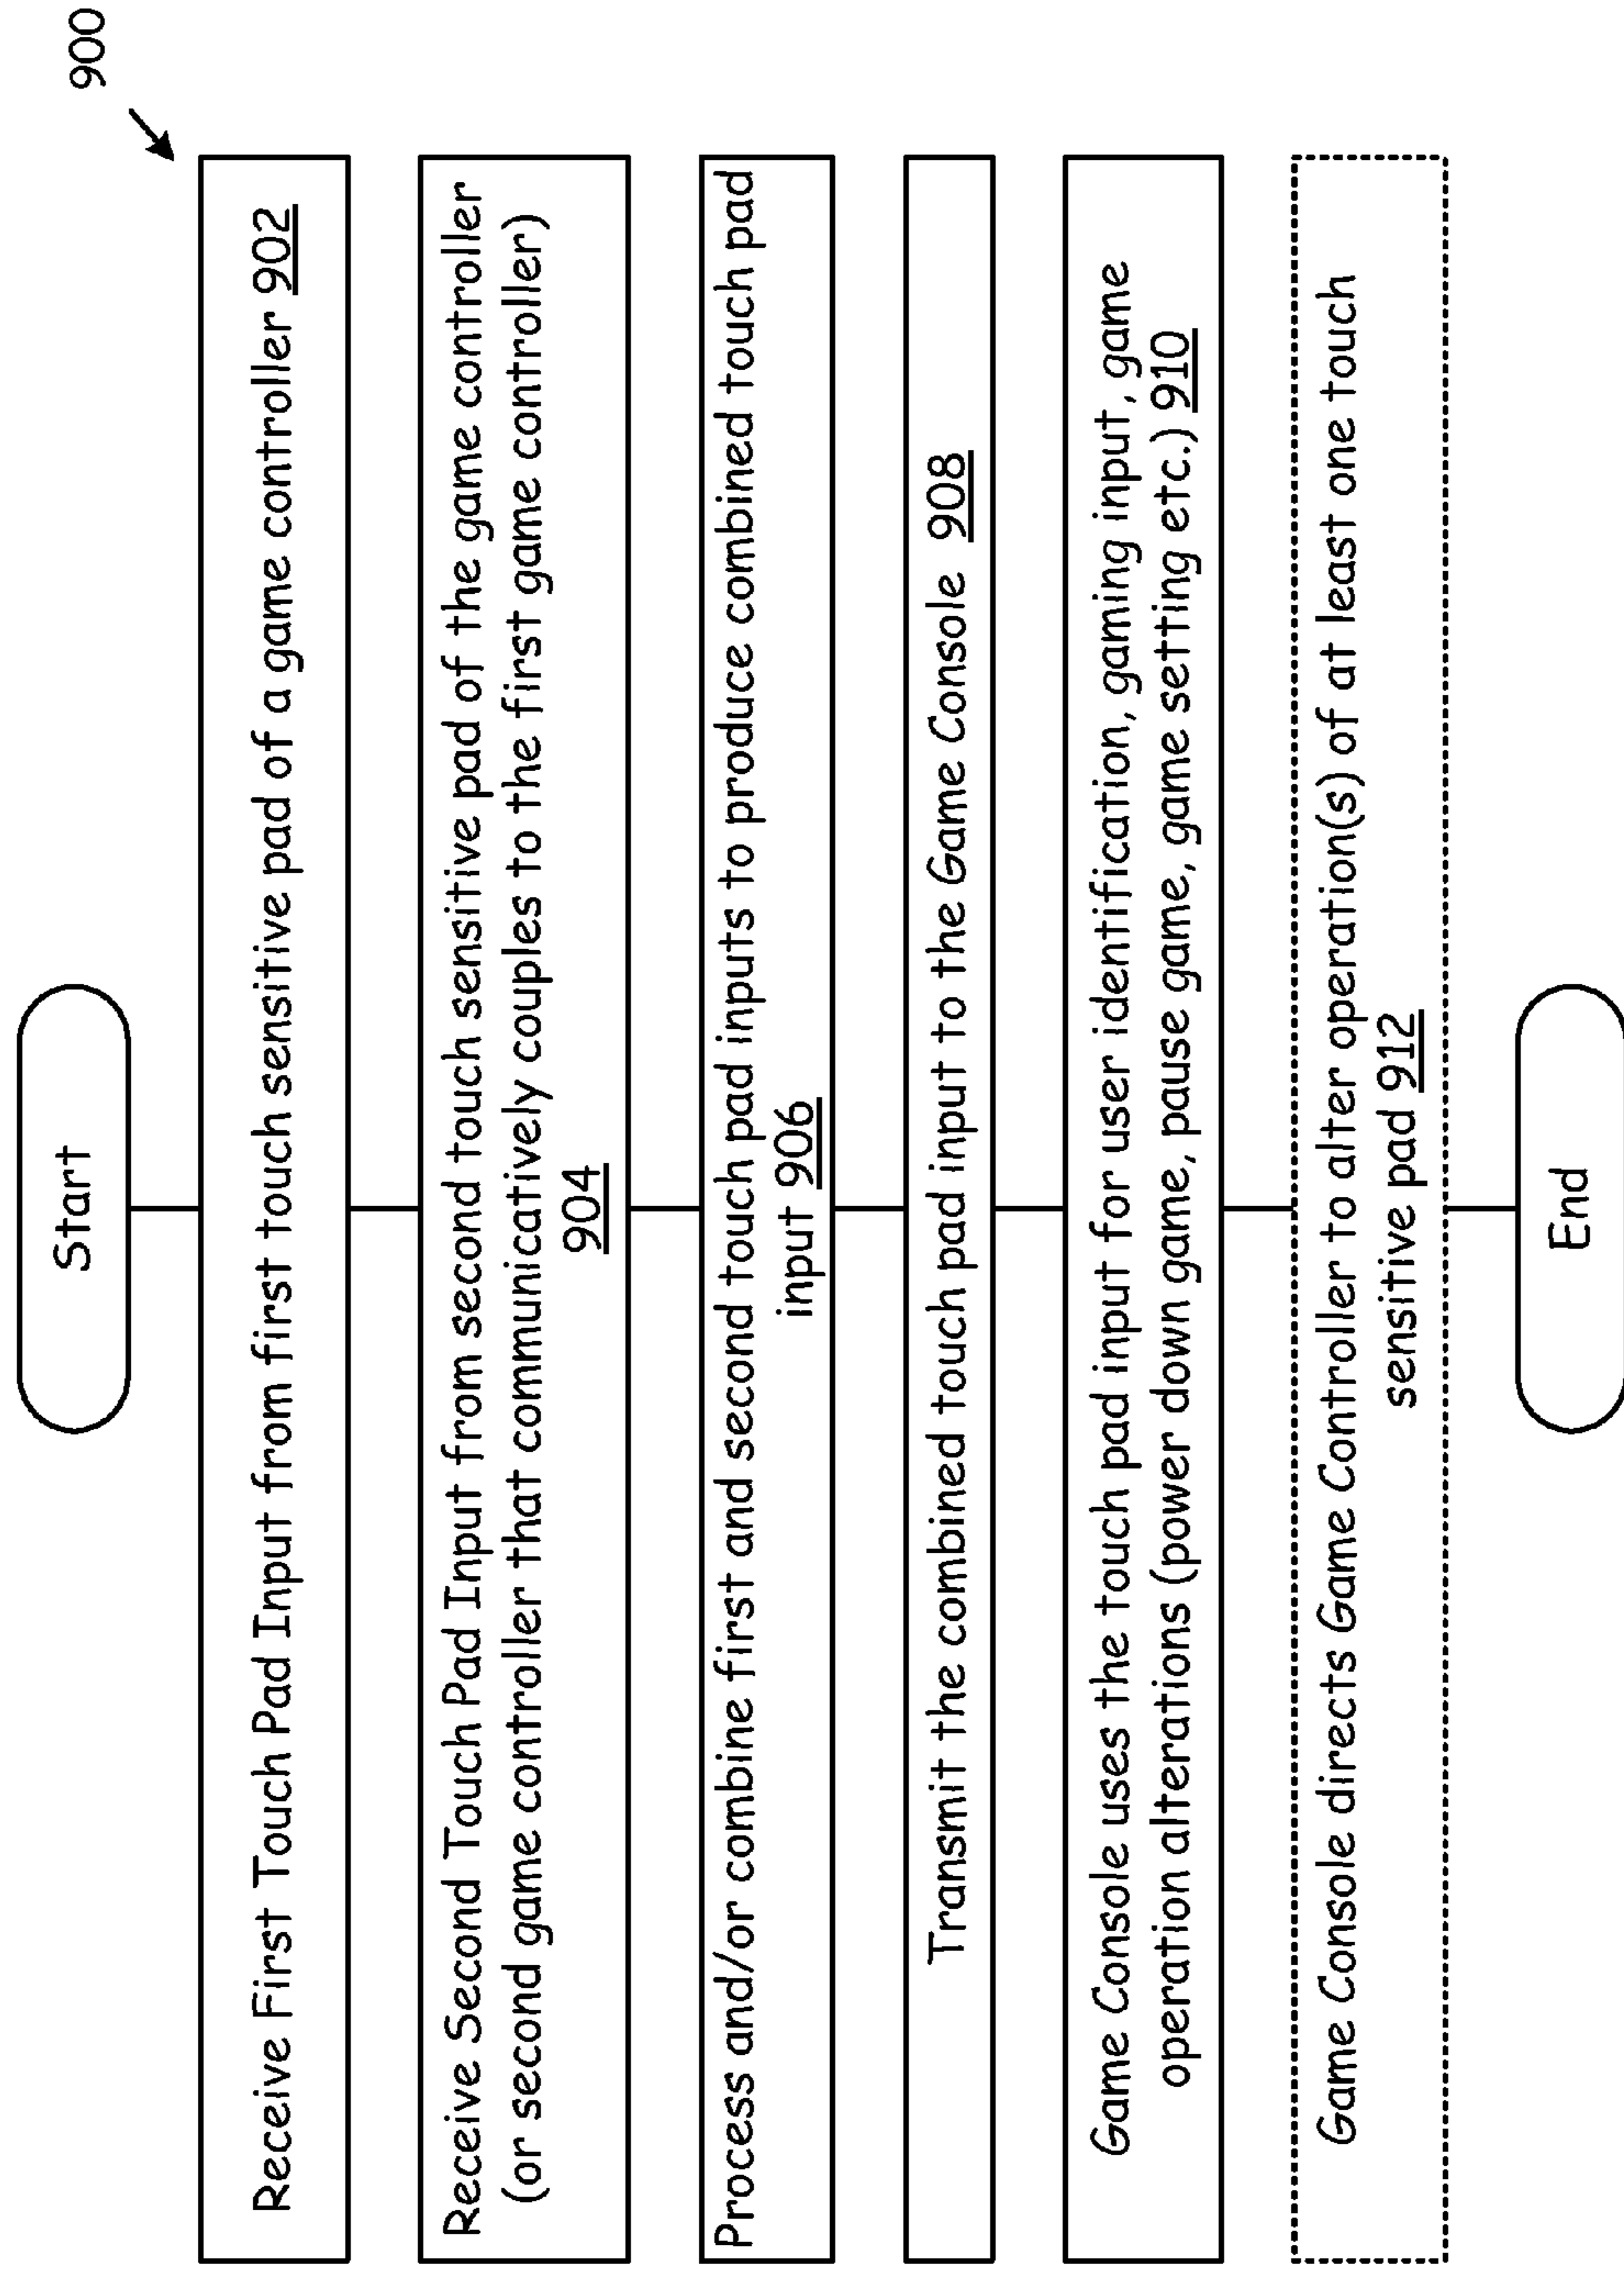 900
Start
Receive First Touch Pad Input from first touch sensitive pad of a game controller 902
Receive Second Touch Pad Input from second touch sensitive pad of the game controller
(or second game controller that communicatively couples to the first game controller)
904
Process and/or combine first and second touch pad inputs to produce combined touch pad
input 906
Transmit the combined touch pad input to the Game Console 908
Game Console uses the touch pad input for user identification, gaming input, game
operation alterations (power down game, pause game, game setting etc.) 910
Game Console directs Game Controller to alter operation(s) of at least one touch
sensitive pad 912
End